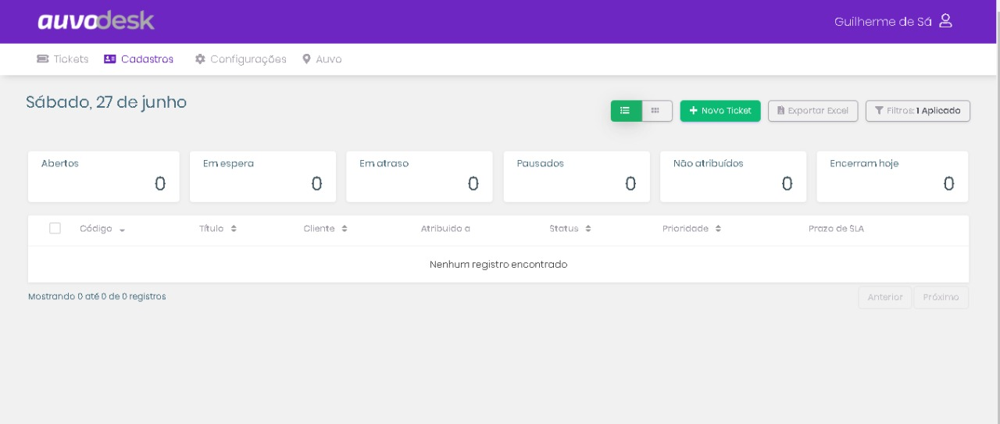 auvodesk
Guilherme de Sá
Tickets Cadastros Configurações Auvo
Sábado, 27 de junho
Novo Ticket Exportar Excel Filtros: 1 Aplicado
Abertos Em espera Em atraso Pausados Não atribuídos Encerram hoje
0 0 0 0 0 0
Código Título Cliente Atribuido a Status Prioridade Prazo de SLA
Nenhum registro encontrado
Mostrando 0 até 0 de 0 registros
Anterior Próximo